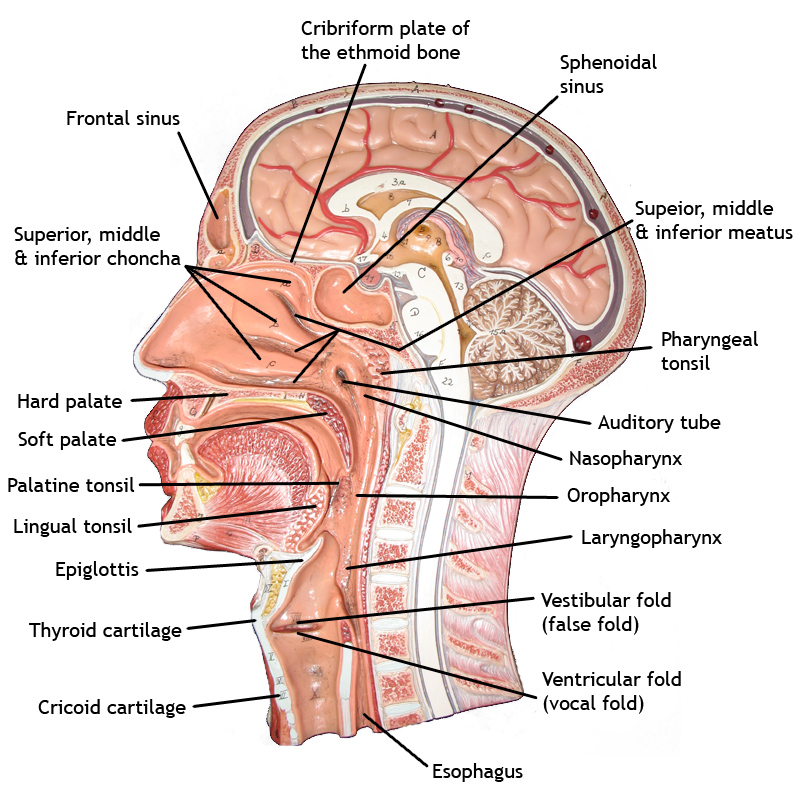 Cribriform plate of
the ethmoid bone
Sphenoidal
sinus
Frontal sinus
Supeior, middle
& inferior meatus
Superior, middle
& inferior choncha
Pharyngeal
tonsil
Hard palate
Auditory tube
Soft palate
Nasopharynx
Palatine tonsil
Oropharynx
Lingual tonsil
Laryngopharynx
Epiglottis
Vestibular fold
(false fold)
Thyroid cartilage
Ventricular fold
(vocal fold)
Cricoid cartilage
Esophagus
A
3.a
b
C
D
E
22